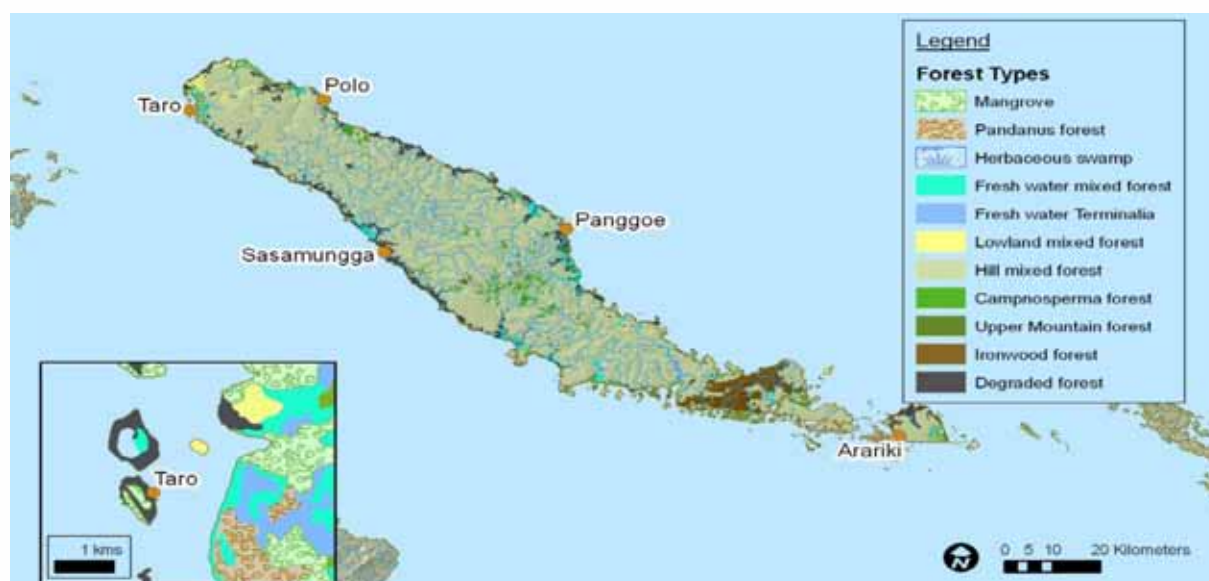 Legend
Forest Types
Mangrove
Pandanus forest
Herbaceous swamp
Fresh water mixed forest
Fresh water Terminalia
Lowland mixed forest
Hill mixed forest
Campnosperma forest
Upper Mountain forest
Ironwood forest
Degraded forest
Polo
Taro
Panggoe
Sasamungga
Arariki
Taro
1 kms
N
0 5 10 20 Kilometers